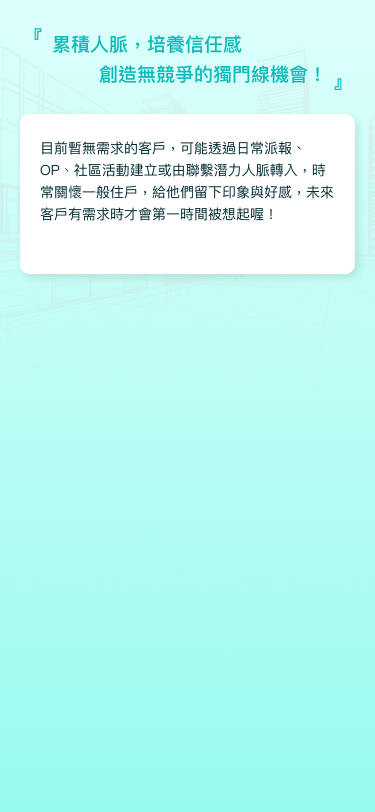 『 累積人脈，培養信任感
創造無競爭的獨門線機會！ 』
目前暫無需求的客戶，可能透過日常派報、
OP、社區活動建立或由聯繫潛力人脈轉入，時
常關懷一般住戶，給他們留下印象與好感，未來
客戶有需求時才會第一時間被想起喔！